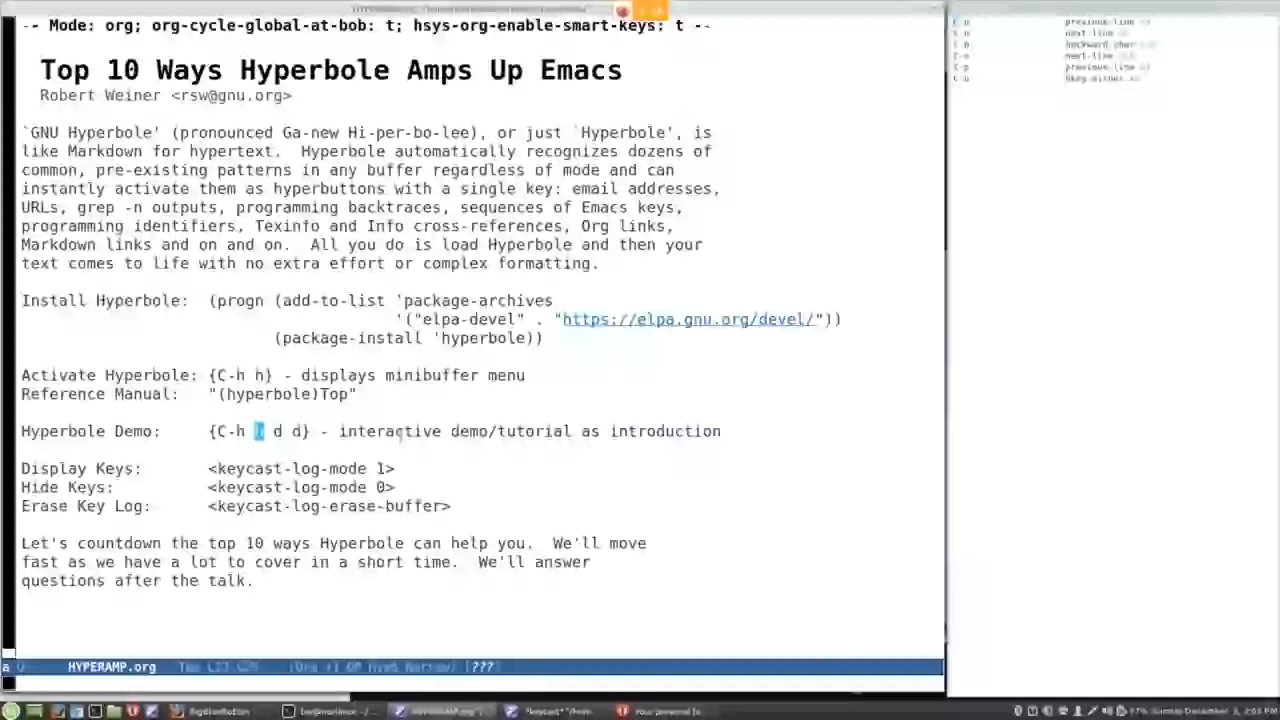 -- Mode: org; org-cycle-global-at-bob: t; hsys-org-enable-smart-keys: t --
Top 10 Ways Hyperbole Amps Up Emacs
Robert Weiner <rsw@gnu.org>
`GNU Hyperbole' (pronounced Ga-new Hi-per-bo-lee), or just `Hyperbole', is
like Markdown for hypertext.  Hyperbole automatically recognizes dozens of
common, pre-existing patterns in any buffer regardless of mode and can
instantly activate them as hyperbuttons with a single key: email addresses,
URLs, grep -n outputs, programming backtraces, sequences of Emacs keys,
programming identifiers, Texinfo and Info cross-references, Org links,
Markdown links and on and on.  All you do is load Hyperbole and then your
text comes to life with no extra effort or complex formatting.
Install Hyperbole:  (progn (add-to-list 'package-archives
'("elpa-devel" . "https://elpa.gnu.org/devel/"))
(package-install 'hyperbole))
Activate Hyperbole: {C-h h} - displays minibuffer menu
Reference Manual:   "(hyperbole)Top"
Hyperbole Demo:     {C-h h d d} - interactive demo/tutorial as introduction
Display Keys:       <keycast-log-mode 1>
Hide Keys:          <keycast-log-mode 0>
Erase Key Log:      <keycast-log-erase-buffer>
Let's countdown the top 10 ways Hyperbole can help you.  We'll move
fast as we have a lot to cover in a short time.  We'll answer
questions after the talk.
previous-line
next-line
backward-char
next-line
previous-line
HYPERAMP.org